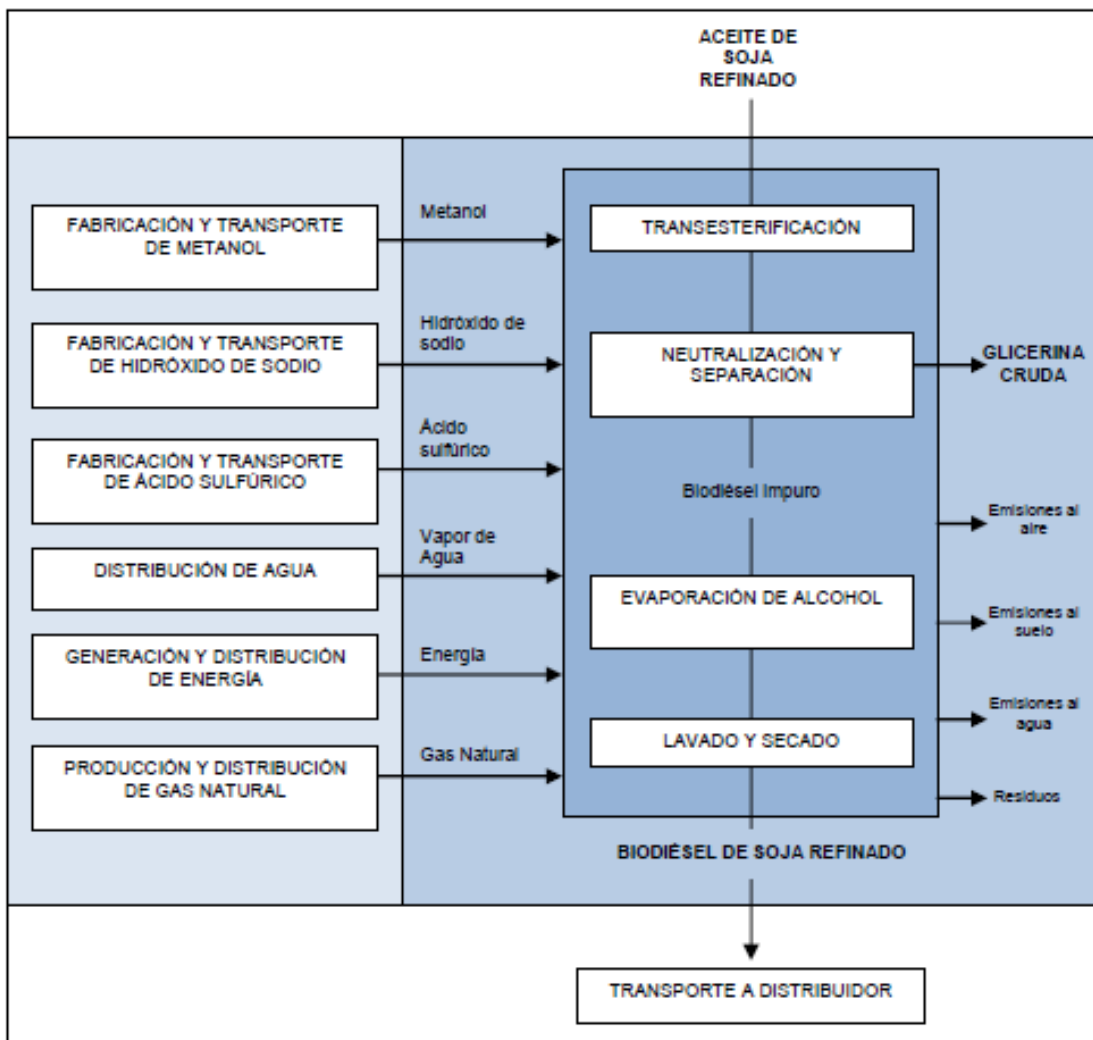 ACEITE DE
SOJA
REFINADO
FABRICACIÓN Y TRANSPORTE
DE METANOL
Metanol
TRANSESTERIFICACIÓN
FABRICACIÓN Y TRANSPORTE
DE HIDRÓXIDO DE SODIO
Hidróxido de
sodio
NEUTRALIZACIÓN Y
SEPARACIÓN
GLICERINA
CRUDA
FABRICACIÓN Y TRANSPORTE
DE ÁCIDO SULFÚRICO
Ácido
sulfúrico
Biodiésel Impuro
Emisiones al
aire
DISTRIBUCIÓN DE AGUA
Vapor de
Agua
EVAPORACIÓN DE ALCOHOL
Emisiones al
suelo
GENERACIÓN Y DISTRIBUCIÓN
DE ENERGÍA
Energía
Emisiones al
agua
PRODUCCIÓN Y DISTRIBUCIÓN
DE GAS NATURAL
Gas Natural
LAVADO Y SECADO
Residuos
BIODIÉSEL DE SOJA REFINADO
TRANSPORTE A DISTRIBUIDOR